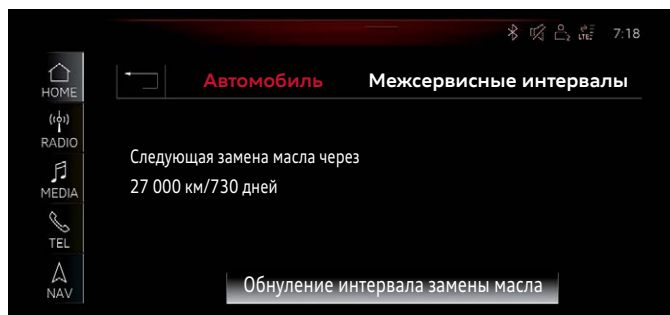 LTE 7:18
HOME
Автомобиль Межсервисные интервалы
RADIO
Следующая замена масла через
27 000 км/730 дней
MEDIA
TEL
NAV
Обнуление интервала замены масла